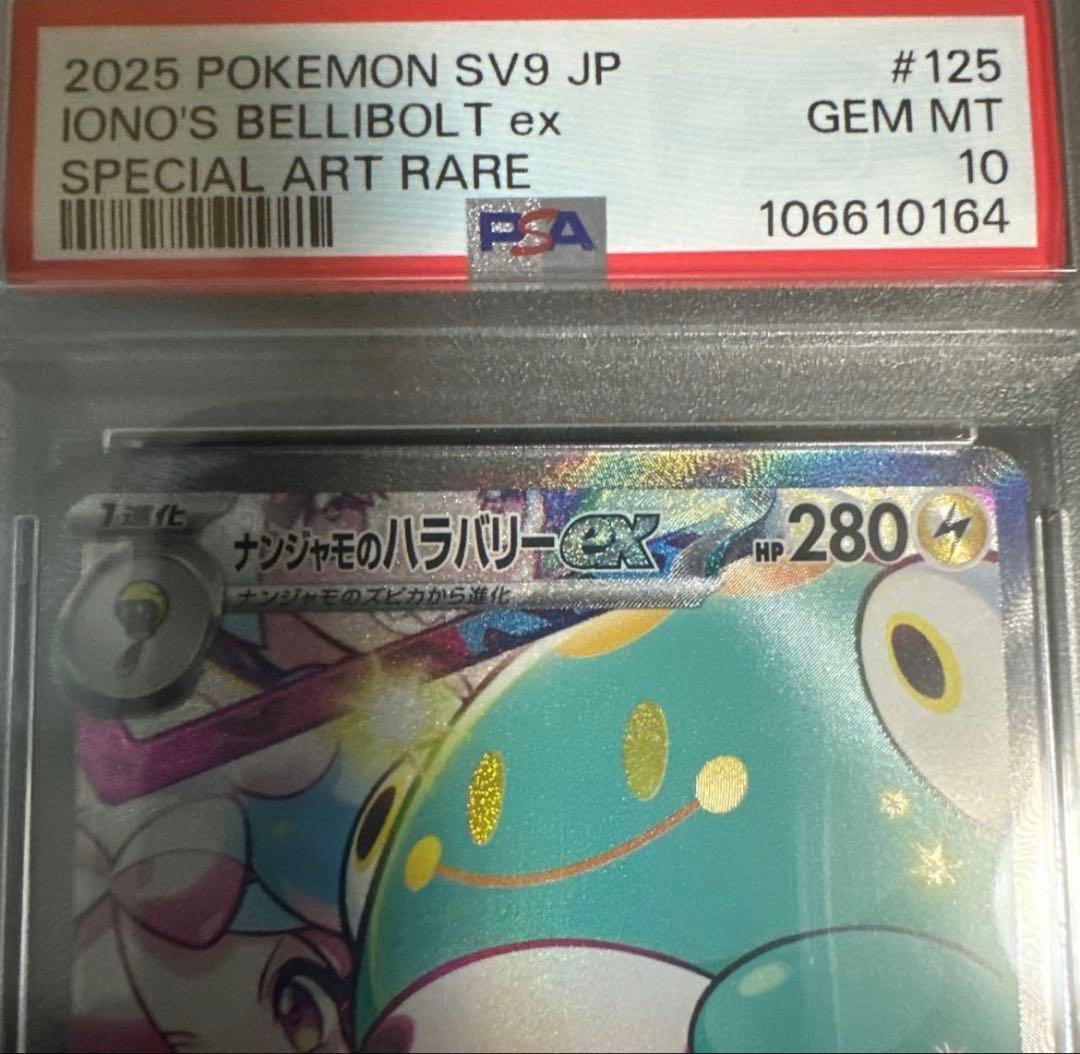 2025 POKEMON SV9 JP #125
IONO'S BELLIBOLT ex GEM MT
SPECIAL ART RARE 10
PSA 106610164
1進化
ナンジャモのハラバリーex HP 280
ナンジャモのズピカから進化